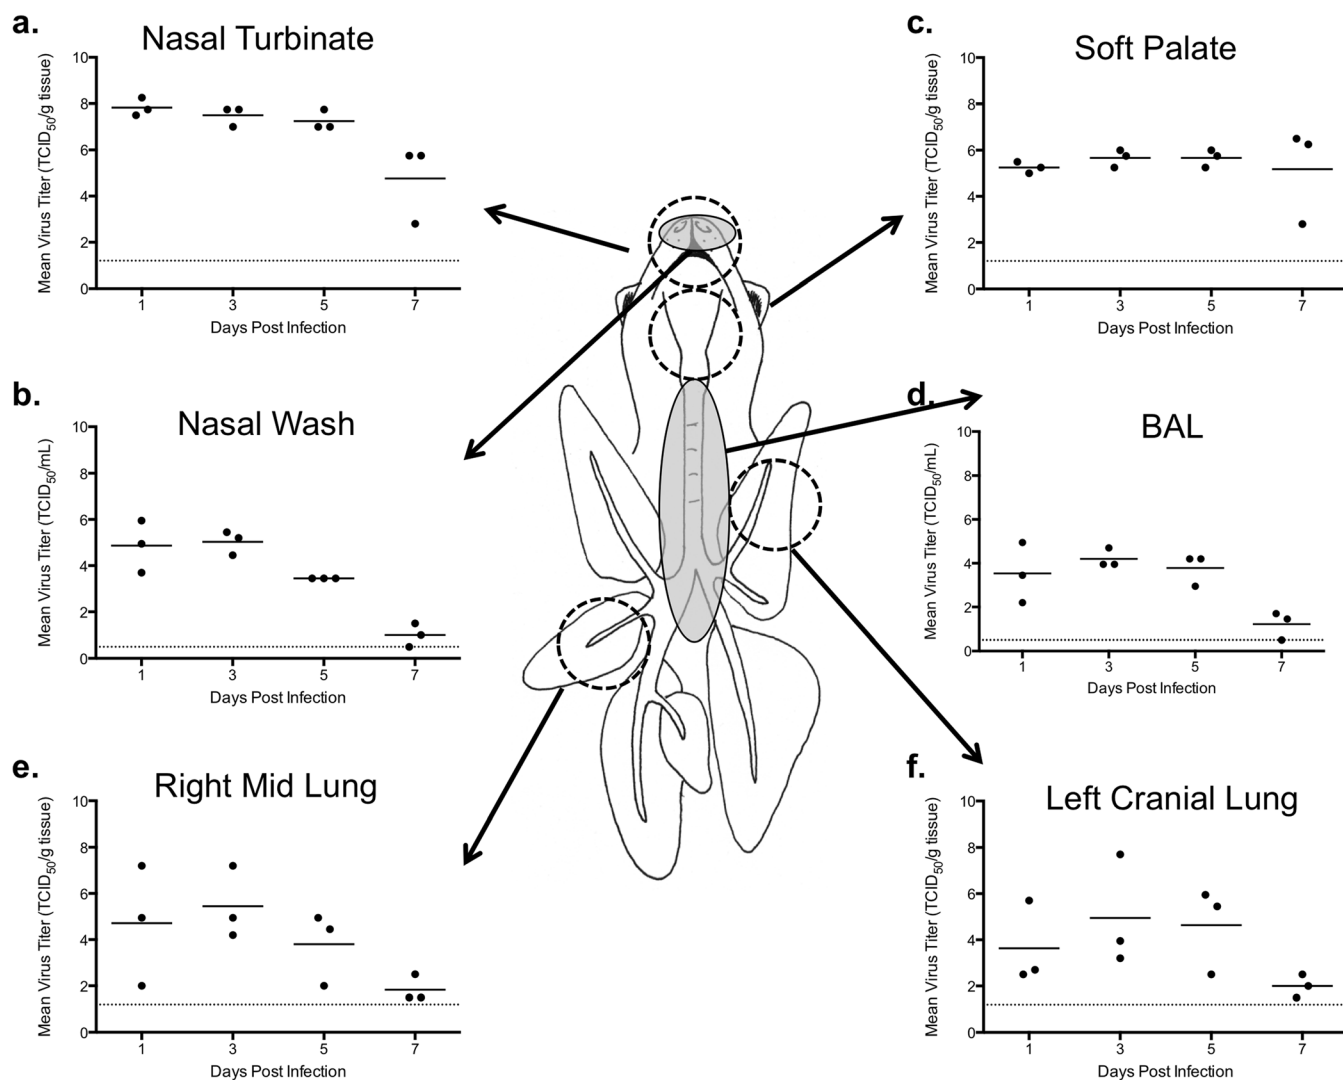 a.
Nasal Turbinate
Mean Virus Titer (TCID50/g tissue)
10
8
6
4
2
0
1 3 5 7
Days Post Infection
c.
Soft Palate
Mean Virus Titer (TCID50/g tissue)
10
8
6
4
2
0
1 3 5 7
Days Post Infection
b.
Nasal Wash
Mean Virus Titer (TCID50/mL)
10
8
6
4
2
0
1 3 5 7
Days Post Infection
d.
BAL
Mean Virus Titer (TCID50/mL)
10
8
6
4
2
0
1 3 5 7
Days Post Infection
e.
Right Mid Lung
Mean Virus Titer (TCID50/g tissue)
10
8
6
4
2
0
1 3 5 7
Days Post Infection
f.
Left Cranial Lung
Mean Virus Titer (TCID50/g tissue)
10
8
6
4
2
0
1 3 5 7
Days Post Infection